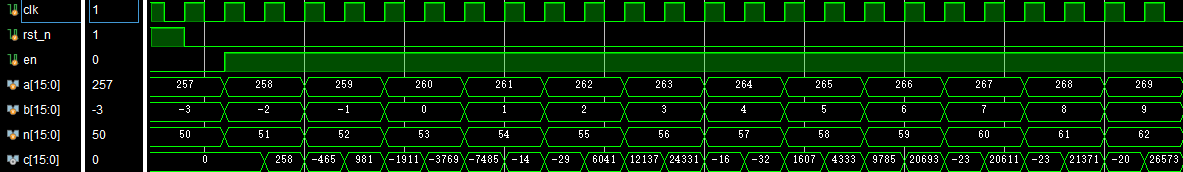 clk 1
rst_n 1
en 0
a[15:0] 257 257 258 259 260 261 262 263 264 265 266 267 268 269
b[15:0] -3 -3 -2 -1 0 1 2 3 4 5 6 7 8 9
n[15:0] 50 50 51 52 53 54 55 56 57 58 59 60 61 62
c[15:0] 0 0 258 -465 981 -1911 -3769 -7485 -14 -29 6041 12137 24331 -16 -32 1607 4333 9785 20693 -23 20611 -23 21371 -20 26573